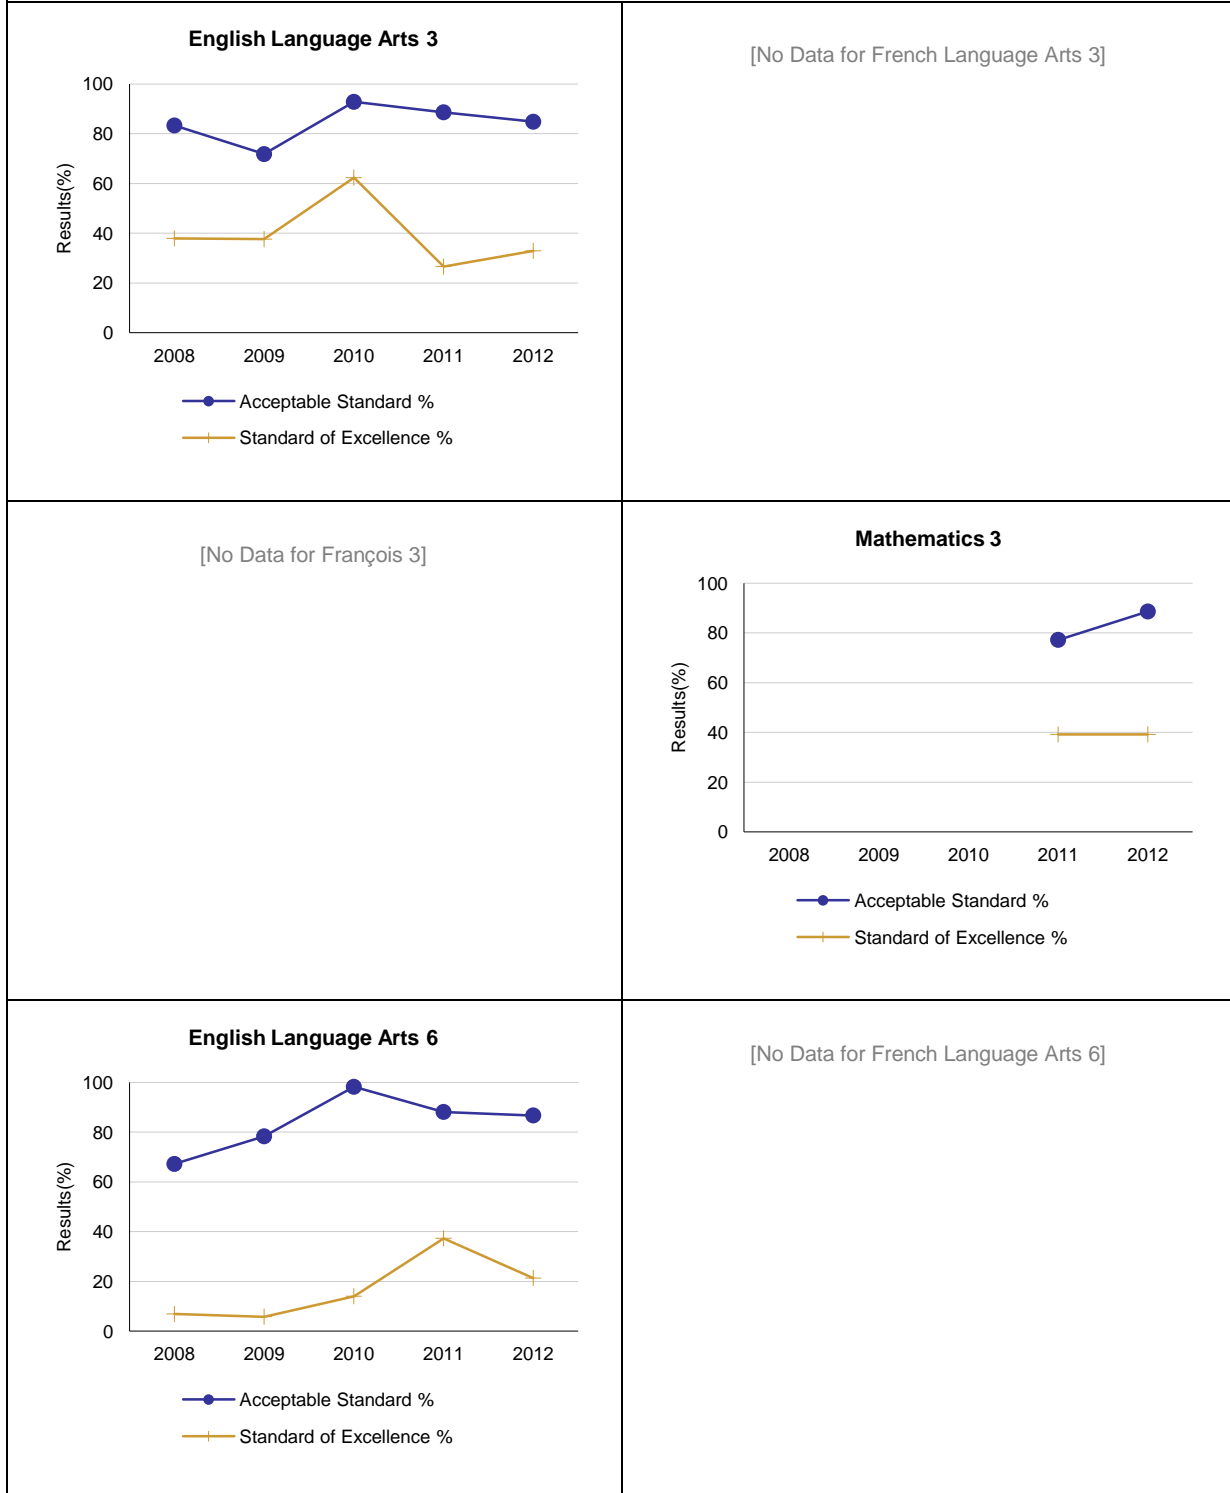 English Language Arts 3
100
80
60
40
20
0
Results(%)
2008 2009 2010 2011 2012
Acceptable Standard %
Standard of Excellence %
[No Data for French Language Arts 3]
[No Data for François 3]
Mathematics 3
100
80
60
40
20
0
Results(%)
2008 2009 2010 2011 2012
Acceptable Standard %
Standard of Excellence %
English Language Arts 6
100
80
60
40
20
0
Results(%)
2008 2009 2010 2011 2012
Acceptable Standard %
Standard of Excellence %
[No Data for French Language Arts 6]